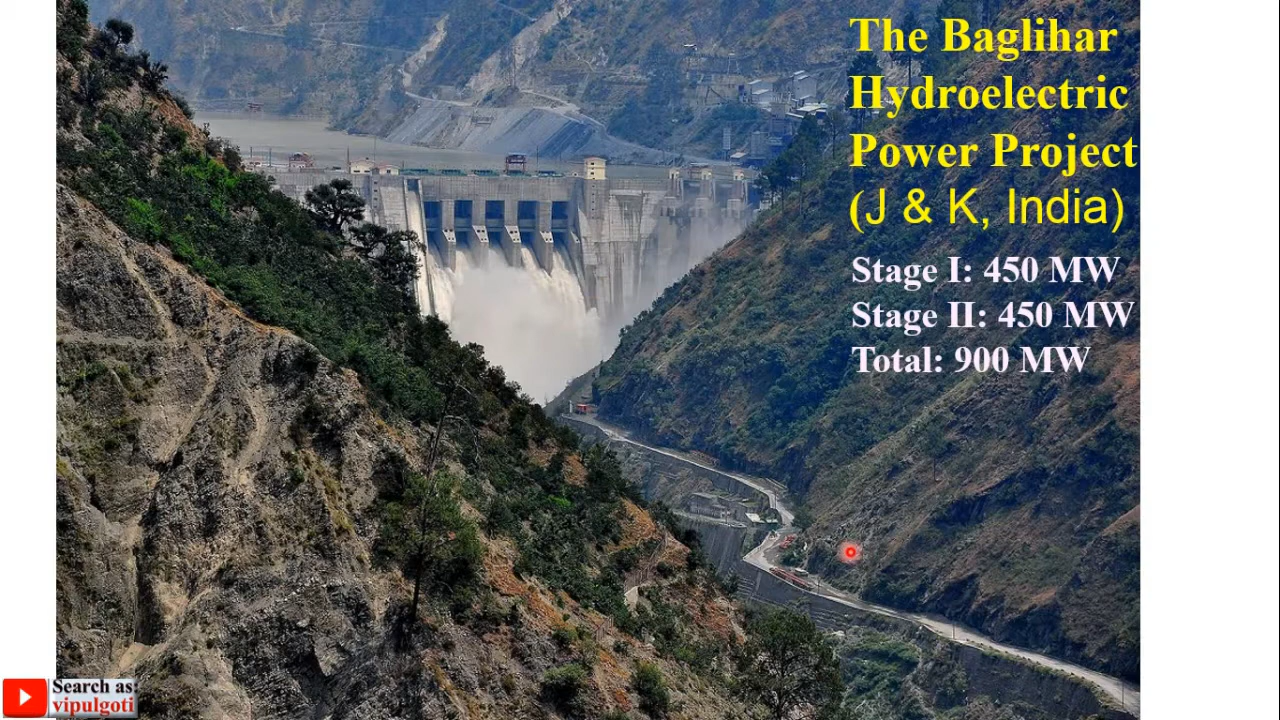 The Baglihar
Hydroelectric
Power Project
(J & K, India)
Stage I: 450 MW
Stage II: 450 MW
Total: 900 MW
Search as:
vipulgoti